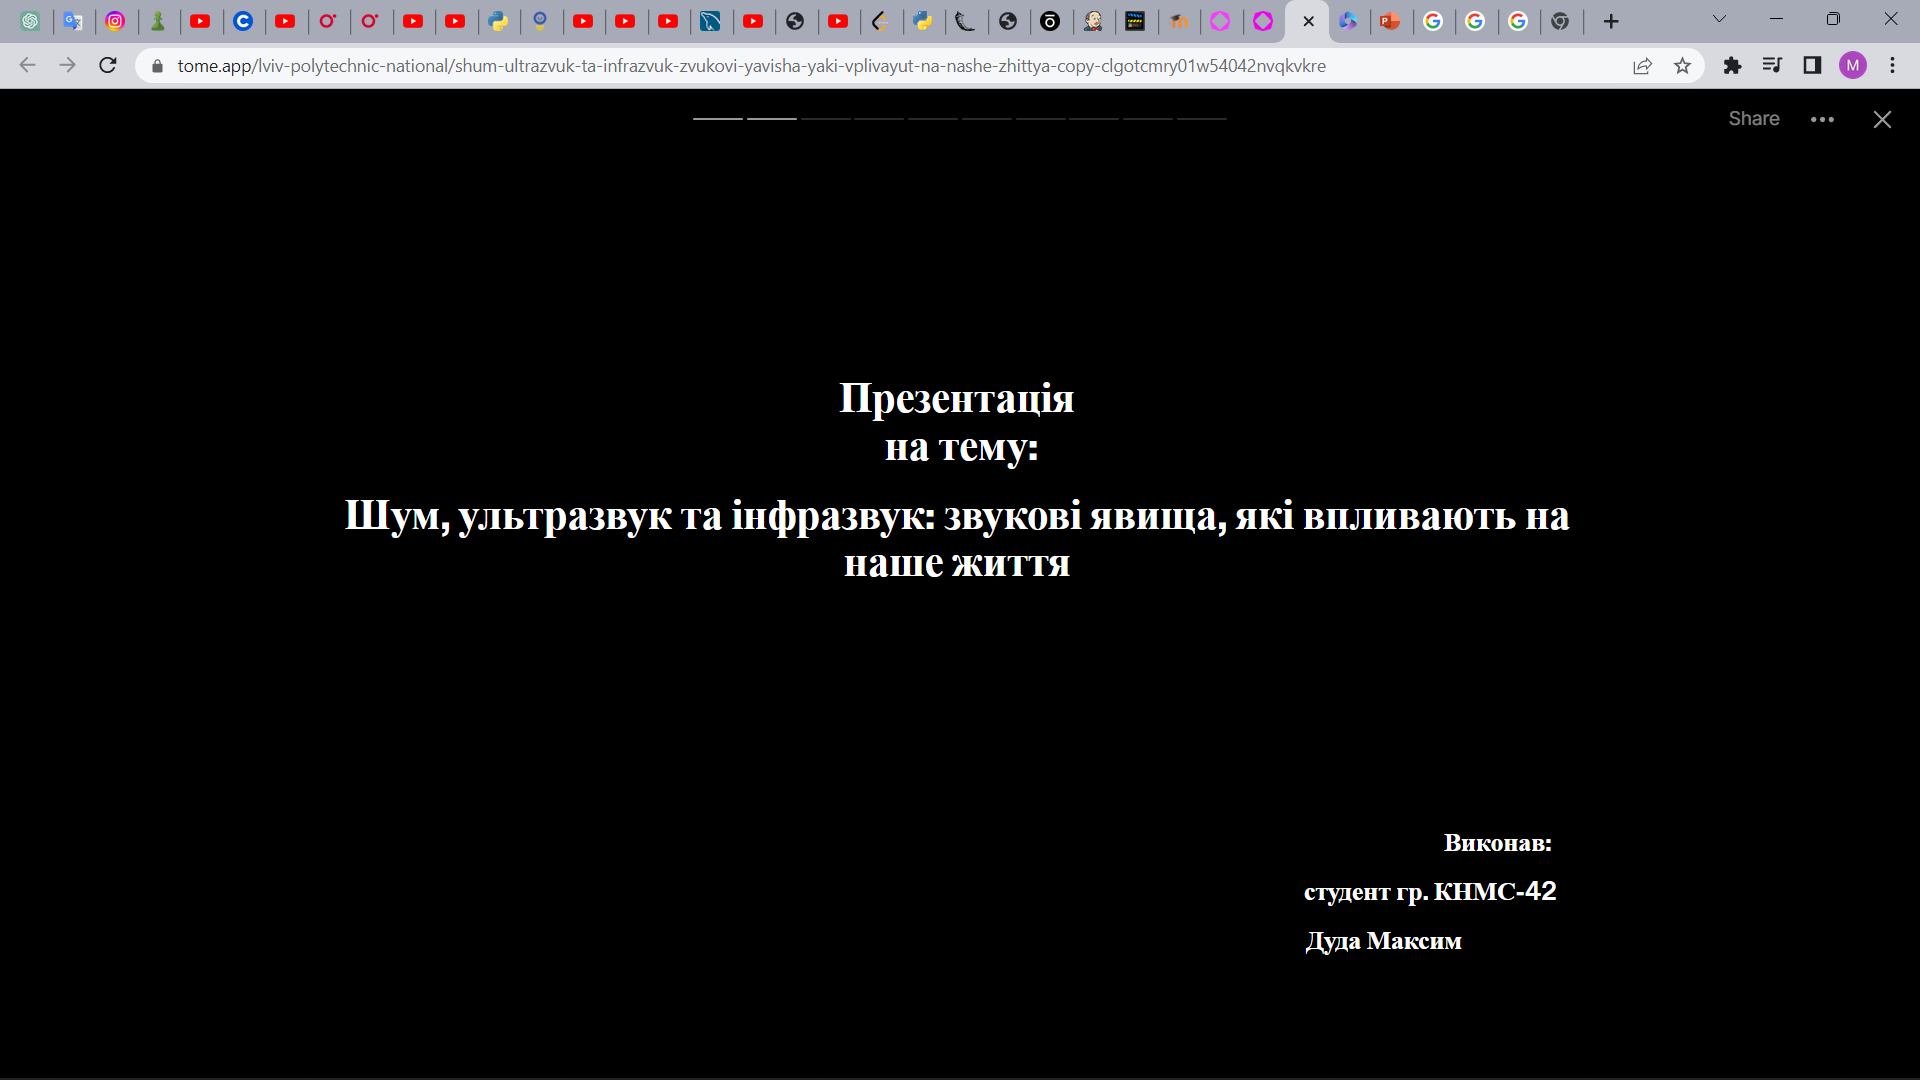 tome.app/lviv-polytechnic-national/shum-ultrazvuk-ta-infrazvuk-zvukovi-yavisha-yaki-vplivayut-na-nashe-zhittya-copy-clgotcmry01w54042nvqkvkre
M
Share
Презентація
на тему:
Шум, ультразвук та інфразвук: звукові явища, які впливають на
наше життя
Виконав:
студент гр. КНМС-42
Дуда Максим